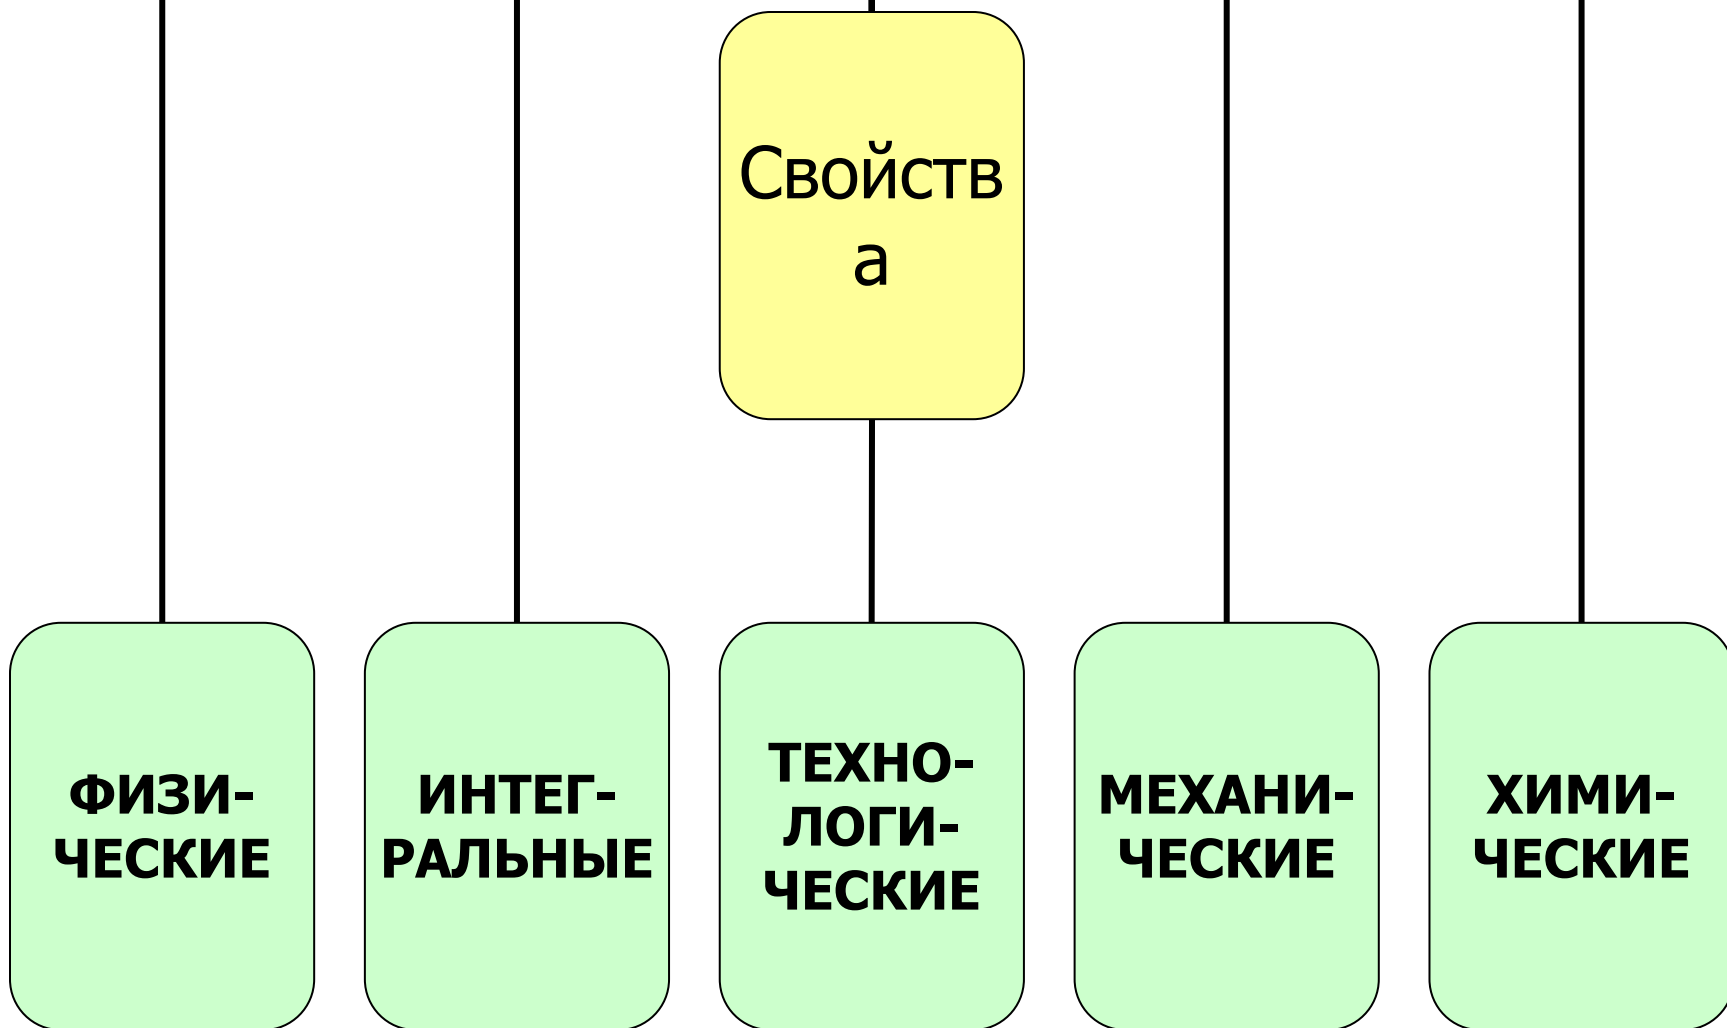 Свойств
а
ФИЗИ-
ЧЕСКИЕ
ИНТЕГ-
РАЛЬНЫЕ
ТЕХНО-
ЛОГИ-
ЧЕСКИЕ
МЕХАНИ-
ЧЕСКИЕ
ХИМИ-
ЧЕСКИЕ